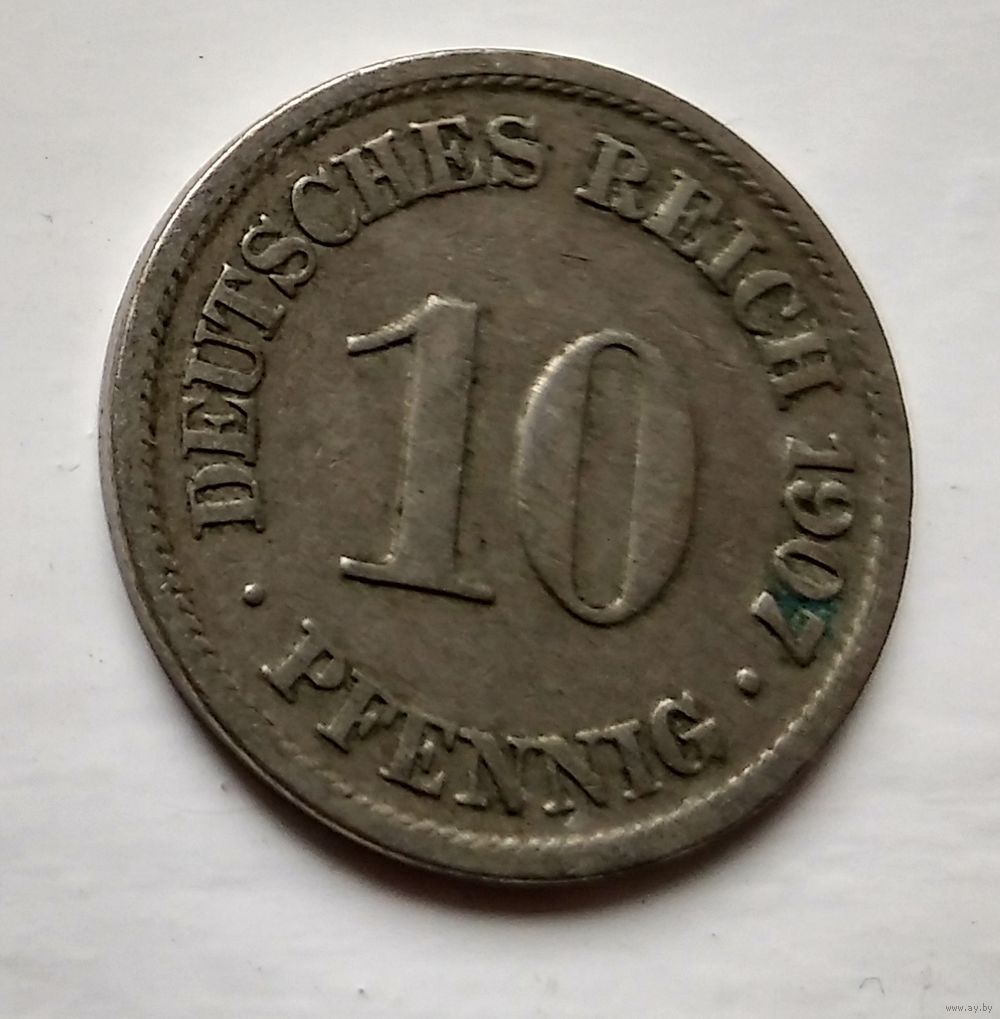 DEUTSCHES REICH 1907
10
· PFENNIG ·
www.ay.by